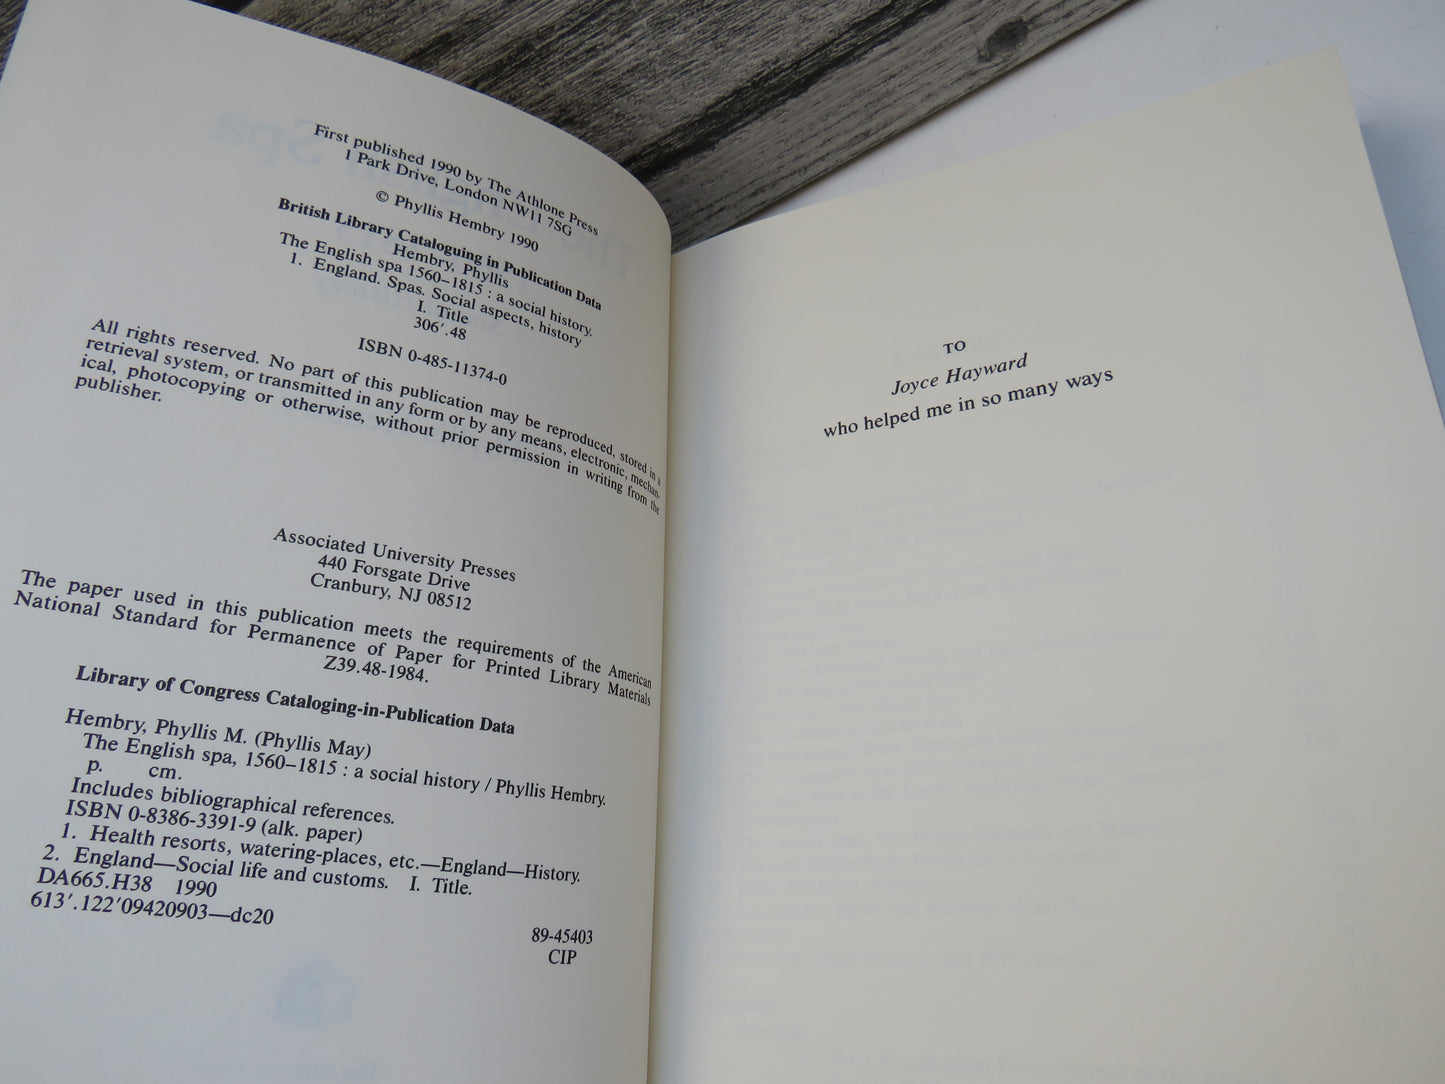 First published 1990 by The Athlone Press
1 Park Drive, London NW11 7SG
© Phyllis Hembry 1990
British Library Cataloguing in Publication Data
Hembry, Phyllis
The English spa 1560–1815 : a social history.
1. England. Spas. Social aspects, history
I. Title
306′.48
ISBN 0-485-11374-0
All rights reserved. No part of this publication may be reproduced, stored in a
retrieval system, or transmitted in any form or by any means, electronic, mechan-
ical, photocopying or otherwise, without prior permission in writing from the
publisher.
Associated University Presses
440 Forsgate Drive
Cranbury, NJ 08512
The paper used in this publication meets the requirements of the American
National Standard for Permanence of Paper for Printed Library Materials
Z39.48-1984.
Library of Congress Cataloging-in-Publication Data
Hembry, Phyllis M. (Phyllis May)
The English spa, 1560–1815 : a social history / Phyllis Hembry.
p. cm.
Includes bibliographical references.
ISBN 0-8386-3391-9 (alk. paper)
1. Health resorts, watering-places, etc.—England—History.
2. England—Social life and customs. I. Title.
DA665.H38 1990
613′.122′09420903—dc20
89-45403
CIP
TO
Joyce Hayward
who helped me in so many ways